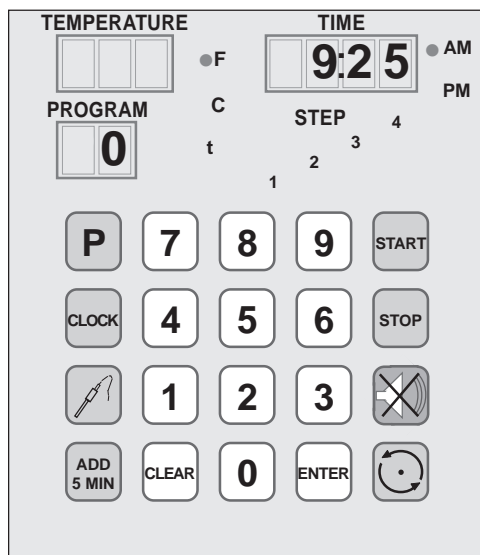 TEMPERATURE TIME
F 9:25 AM
PM
PROGRAM C STEP 4
0 t 3
2
1
P 7 8 9 START
CLOCK 4 5 6 STOP
1 2 3
ADD
5 MIN CLEAR 0 ENTER